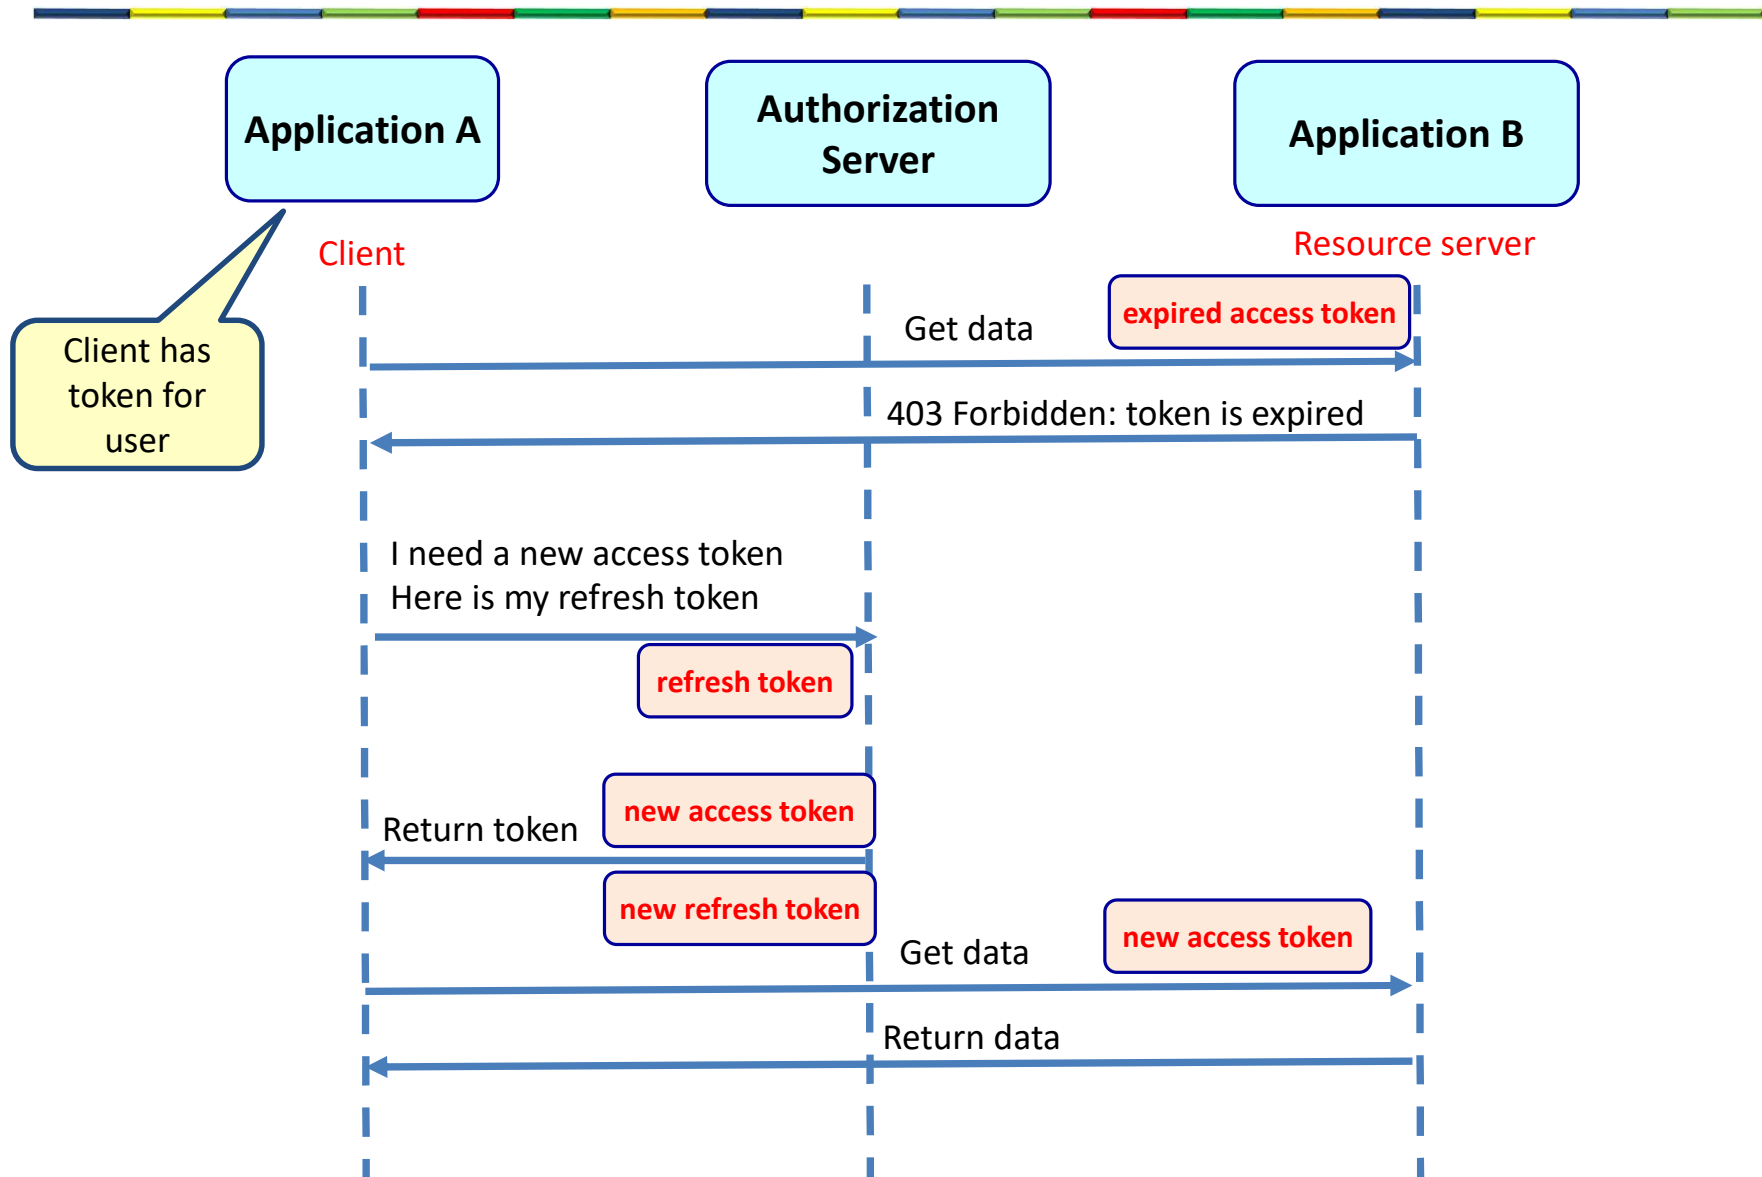 Application A
Authorization
Server
Application B
Client
Resource server
Client has
token for
user
expired access token
Get data
403 Forbidden: token is expired
I need a new access token
Here is my refresh token
refresh token
new access token
Return token
new refresh token
new access token
Get data
Return data